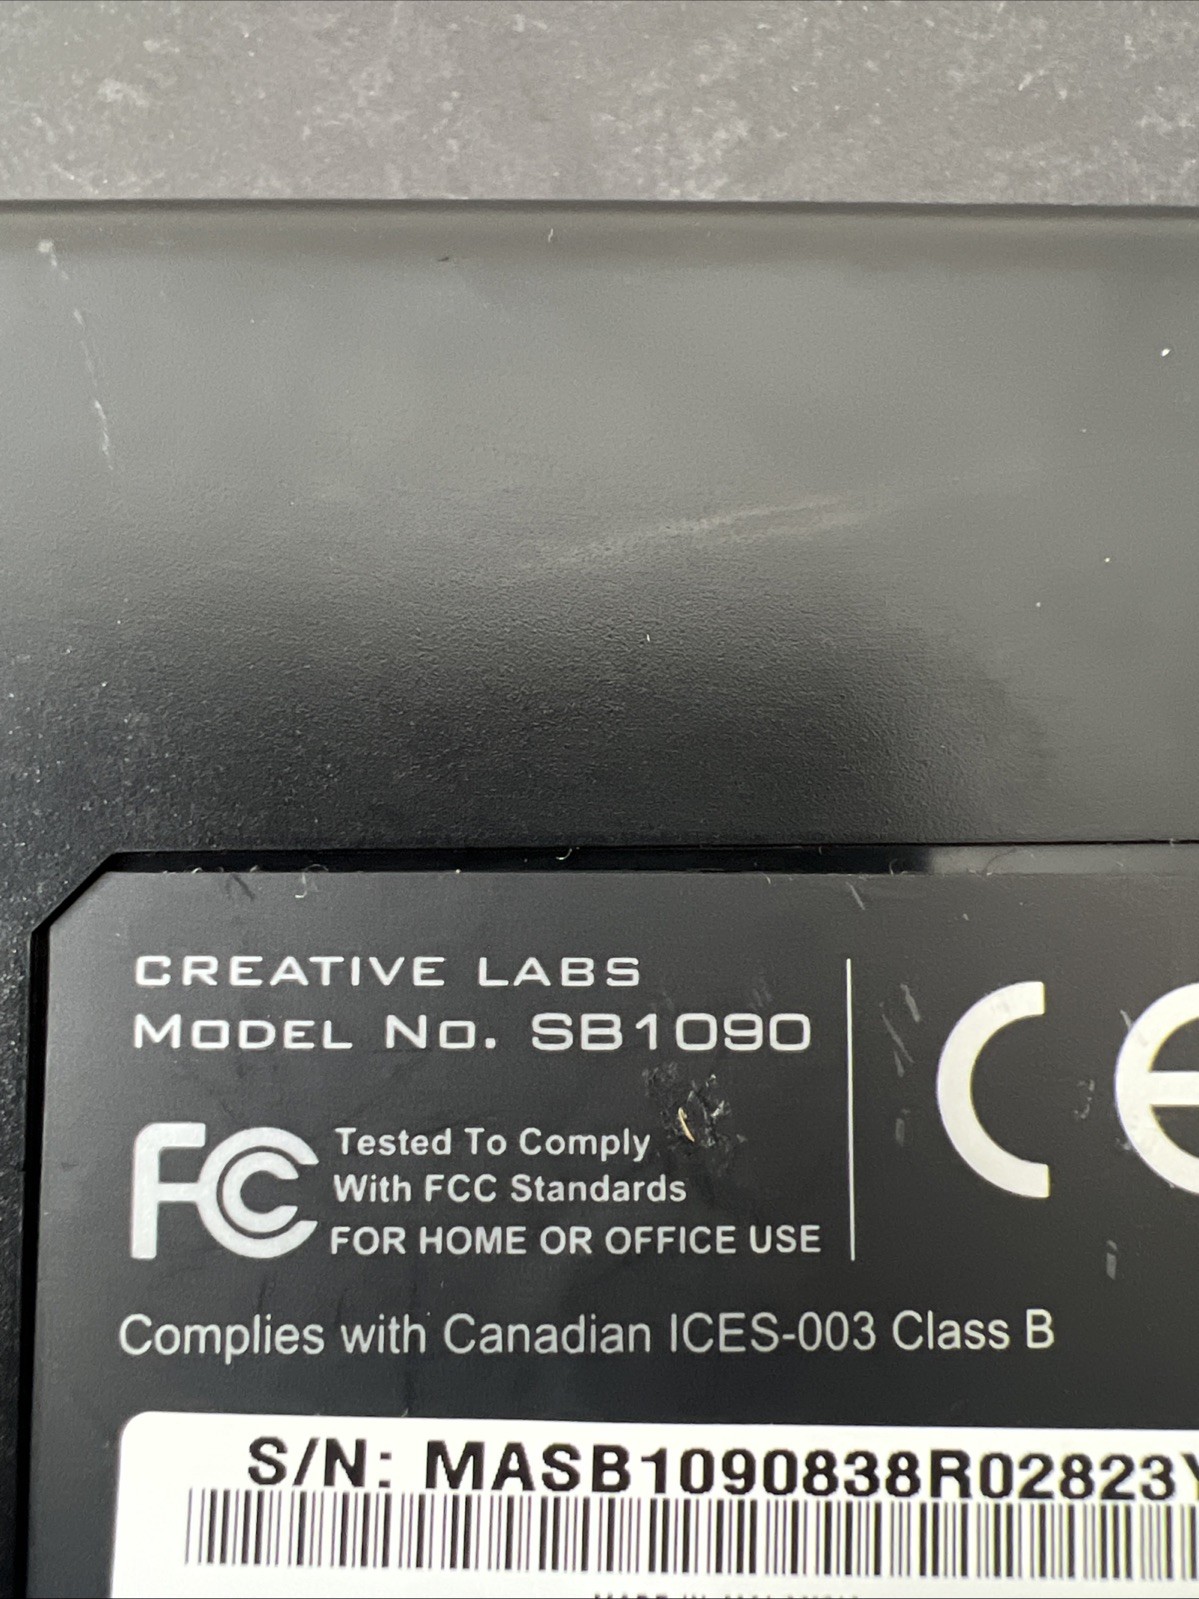 CREATIVE LABS
MODEL NO. SB1090
FC Tested To Comply
With FCC Standards
FOR HOME OR OFFICE USE
CE
Complies with Canadian ICES-003 Class B
S/N: MASB1090838R02823Y